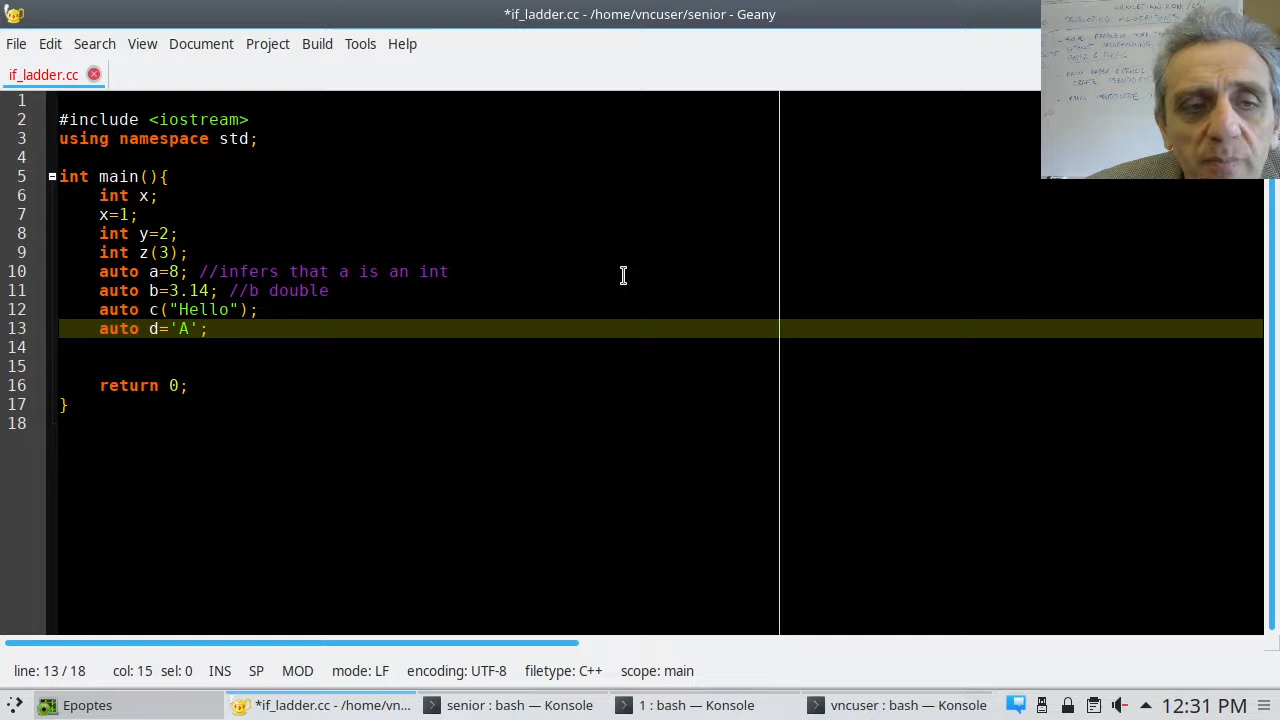 *if_ladder.cc - /home/vncuser/senior - Geany
File Edit Search View Document Project Build Tools Help
if_ladder.cc
1
2 #include <iostream>
3 using namespace std;
4
5 int main(){
6 int x;
7 x=1;
8 int y=2;
9 int z(3);
10 auto a=8; //infers that a is an int
11 auto b=3.14; //b double
12 auto c("Hello");
13 auto d='A';
14
15
16 return 0;
17 }
18
DEVELOPING ALGORITHMS
line: 13 / 18 col: 15 sel: 0 INS SP MOD mode: LF encoding: UTF-8 filetype: C++ scope: main
Epoptes *if_ladder.cc - /home/vn... senior : bash — Konsole 1 : bash — Konsole vncuser : bash — Konsole 12:31 PM